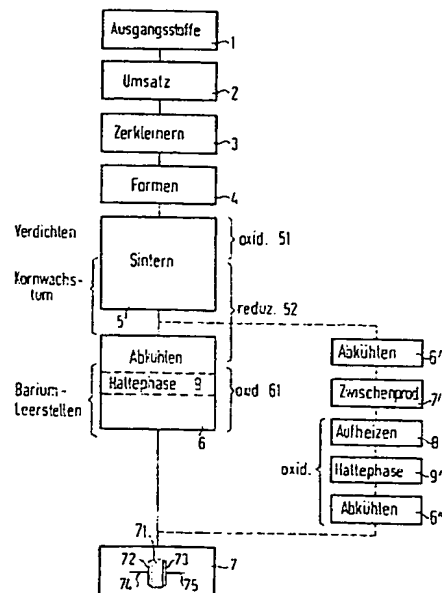 Ausgangsstoffe
1
Umsatz
2
Zerkleinern
3
Formen
4
Verdichten
Sintern
oxid. 51
Kornwachs-
tum
5
reduz. 52
Abkühlen
Haltephase 9
Barium-
Leerstellen
oxid 61
6
Abkühlen
6'
Zwischenprod.
7'
Aufheizen
8
oxid.
Haltephase
9'
Abkühlen
6"
71
72
73
74
75
7